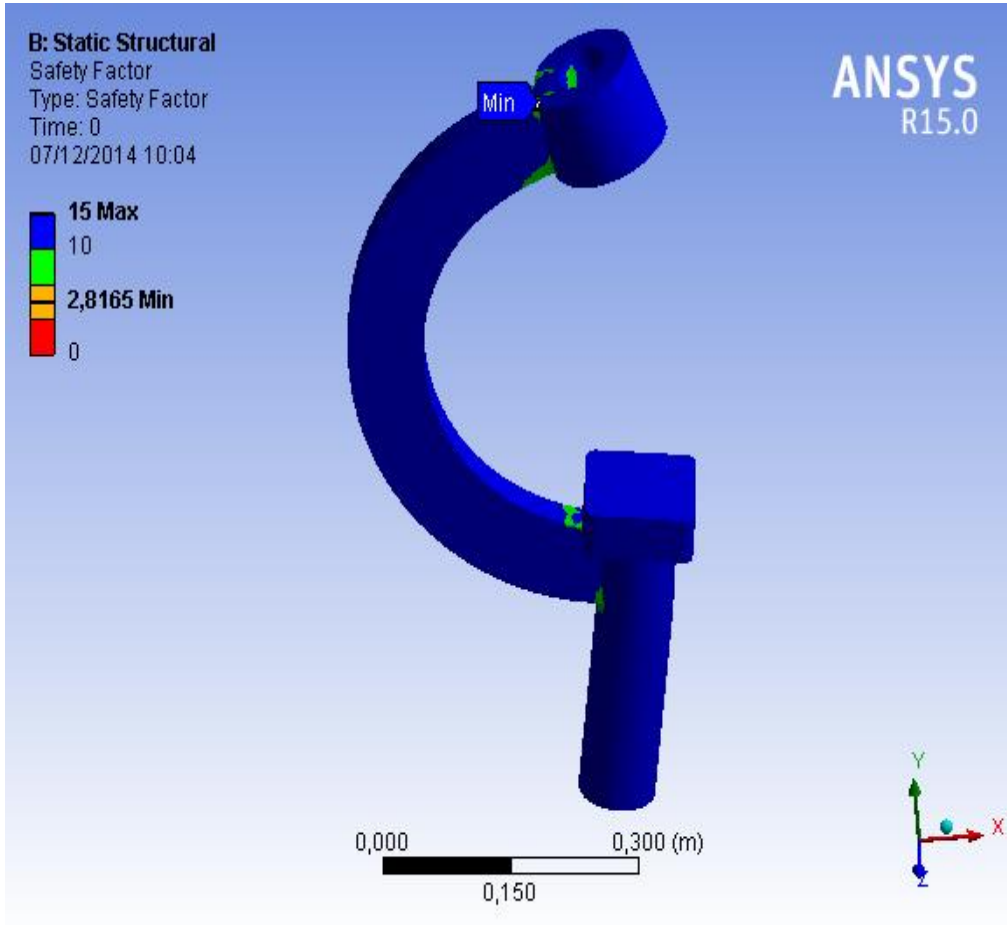 B: Static Structural
Safety Factor
Type: Safety Factor
Time: 0
07/12/2014 10:04
15 Max
10
2,8165 Min
0
Min
ANSYS
R15.0
0,000
0,300 (m)
0,150
Y
X
Z